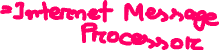 =Internet Message
Processor